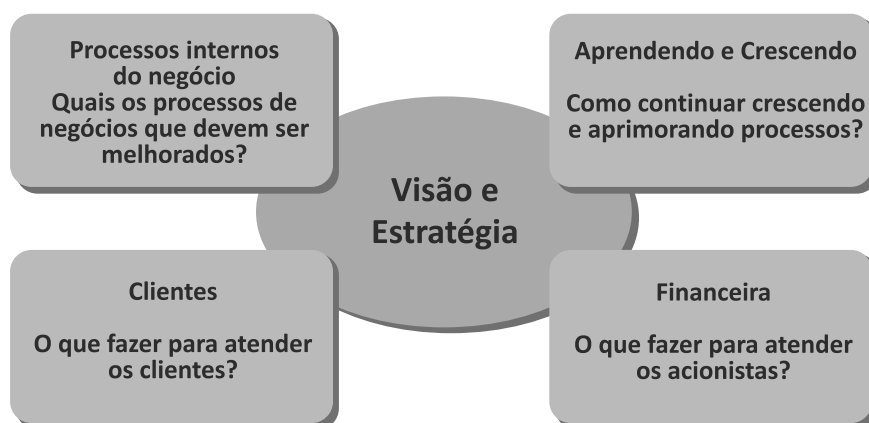 Processos internos
do negócio
Quais os processos de
negócios que devem ser
melhorados?
Aprendendo e Crescendo
Como continuar crescendo
e aprimorando processos?
Visão e
Estratégia
Clientes
O que fazer para atender
os clientes?
Financeira
O que fazer para atender
os acionistas?